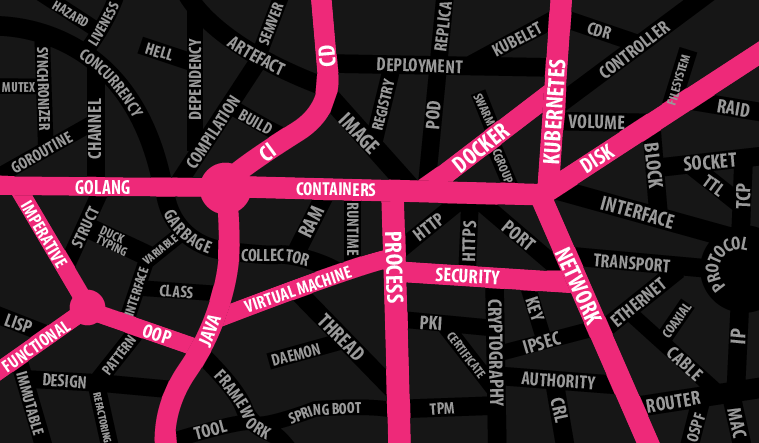 HAZARD
LIVENESS
HELL
DEPENDENCY
SEMVER
ARTEFACT
CD
REPLICA
DEPLOYMENT
KUBELET
CDR
CONTROLLER
KUBERNETES
FILESYSTEM
RAID
MUTEX
SYNCHRONIZER
CONCURRENCY
CHANNEL
GOROUTINE
COMPILATION
BUILD
CI
IMAGE
REGISTRY
POD
SWARM
CGROUP
DOCKER
VOLUME
DISK
BLOCK
SOCKET
TTL
TCP
GOLANG
CONTAINERS
IMPERATIVE
STRUCT
DUCK
TYPING
VARIABLE
GARBAGE
COLLECTOR
RAM
RUNTIME
HTTP
HTTPS
PORT
INTERFACE
PROTOCOL
TRANSPORT
NETWORK
PROCESS
SECURITY
VIRTUAL MACHINE
INTERFACE
CLASS
LISP
FUNCTIONAL
OOP
JAVA
PATTERN
THREAD
DAEMON
PKI
CERTIFICATE
CRYPTOGRAPHY
KEY
IPSEC
ETHERNET
COAXIAL
CABLE
IP
DESIGN
IMMUTABLE
REFACTORING
FRAMEWORK
TOOL
SPRING BOOT
TPM
AUTHORITY
CRL
ROUTER
OSPF
MAC